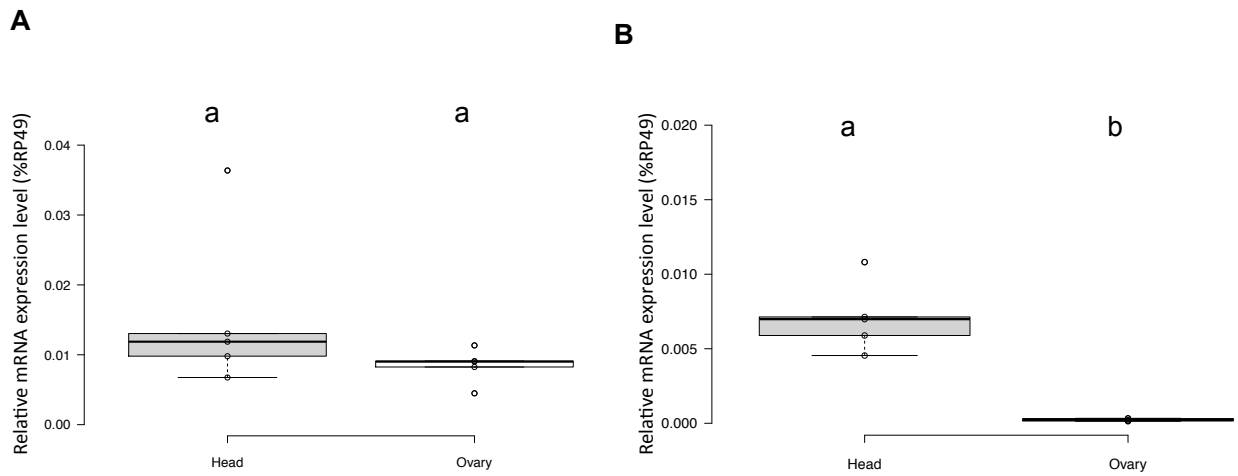 A
a a
Relative mRNA expression level (%RP49)
0.04
0.03
0.02
0.01
0.00
Head Ovary
B
a b
Relative mRNA expression level (%RP49)
0.020
0.015
0.010
0.005
0.000
Head Ovary